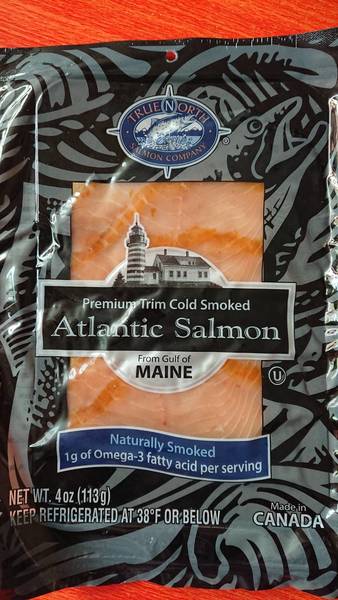 TRUE NORTH
SALMON COMPANY
®
Premium Trim Cold Smoked
Atlantic Salmon
From Gulf of
MAINE
U
Naturally Smoked
1g of Omega-3 fatty acid per serving
NET WT. 4 oz (113g)
KEEP REFRIGERATED AT 38°F OR BELOW
Made in
CANADA